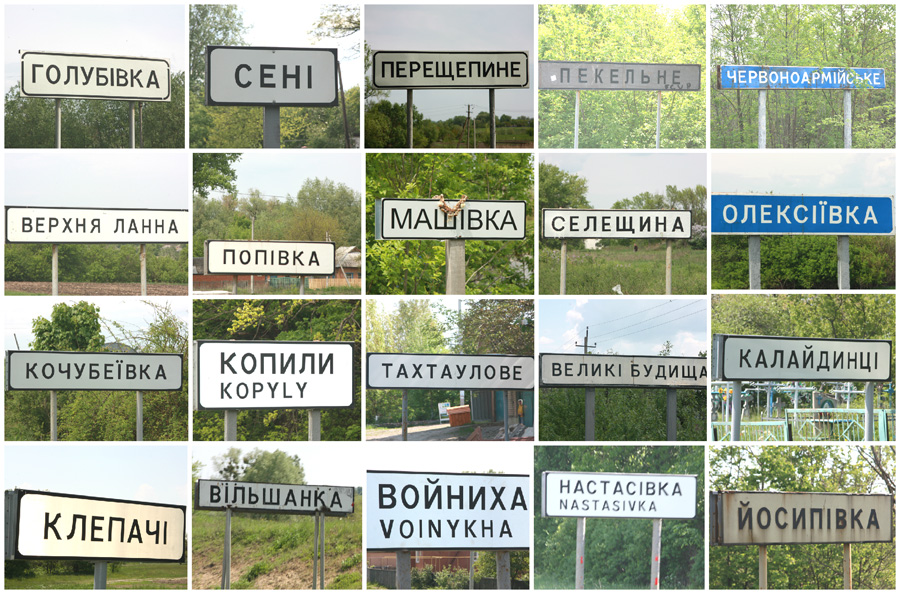 ГОЛУБІВКА
СЕНІ
ПЕРЕЩЕПИНЕ
ПЕКЕЛЬНЕ
ЧЕРВОНОАРМІЙСЬКЕ
ВЕРХНЯ ЛАННА
ПОПІВКА
МАШІВКА
СЕЛЕЩИНА
ОЛЕКСІЇВКА
КОЧУБЕЇВКА
КОПИЛИ
KOPYLY
ТАХТАУЛОВЕ
ВЕЛИКІ БУДИЩА
КАЛАЙДИНЦІ
КЛЕПАЧІ
ВІЛЬШАНКА
ВОЙНИХА
VOINYKHA
НАСТАСІВКА
NASTASIVKA
ЙОСИПІВКА